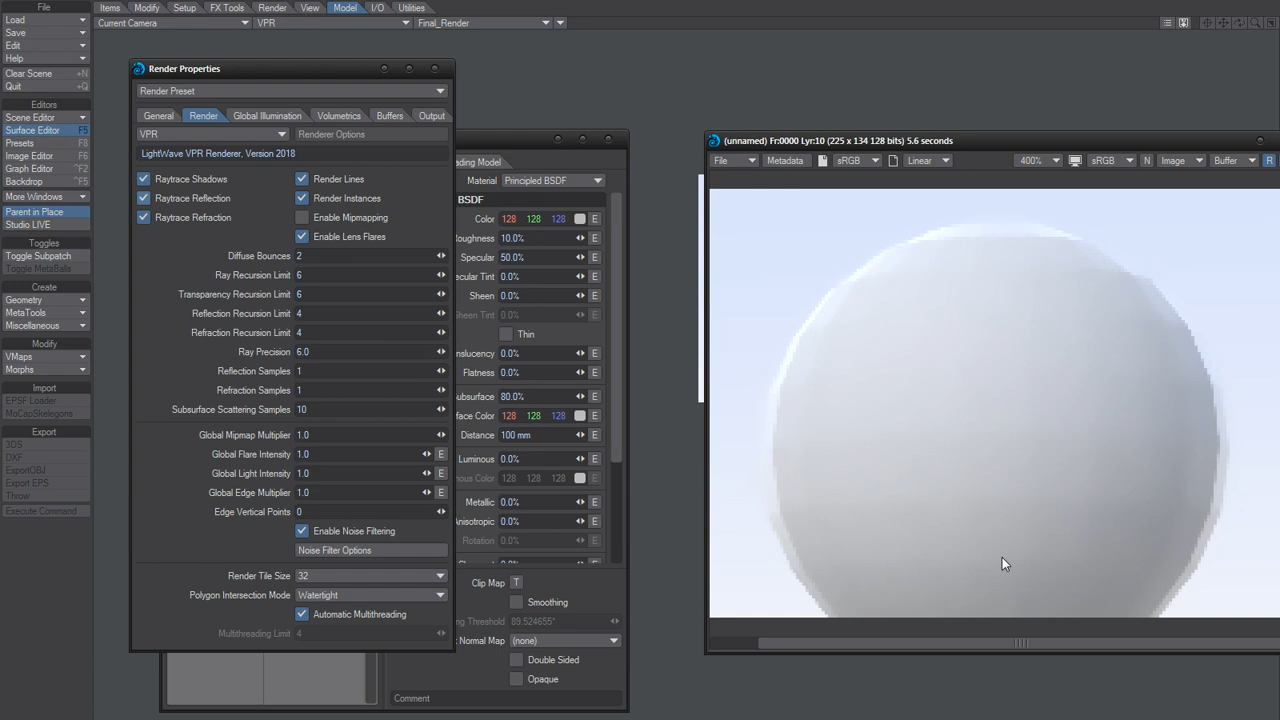 File
Items Modify Setup FX Tools Render View Model I/O Utilities
Load
Save
Edit
Help
Clear Scene +N
Quit +Q
Editors
Scene Editor
Surface Editor F5
Presets F8
Image Editor F6
Graph Editor F2
Backdrop F5
More Windows
Parent in Place
Studio LIVE
Toggles
Toggle Subpatch
Toggle MetaBalls
Create
Geometry
MetaTools
Miscellaneous
Modify
VMaps
Morphs
Import
EPSF Loader
MoCapSkelegons
Export
3DS
DXF
ExportOBJ
Export EPS
Throw
Execute Command
Current Camera VPR Final_Render
Render Properties
Render Preset
General Render Global Illumination Volumetrics Buffers Output
VPR Renderer Options
LightWave VPR Renderer, Version 2018
Raytrace Shadows Render Lines
Raytrace Reflection Render Instances
Raytrace Refraction Enable Mipmapping
Enable Lens Flares
Diffuse Bounces 2
Ray Recursion Limit 6
Transparency Recursion Limit 6
Reflection Recursion Limit 4
Refraction Recursion Limit 4
Ray Precision 6.0
Reflection Samples 1
Refraction Samples 1
Subsurface Scattering Samples 10
Global Mipmap Multiplier 1.0
Global Flare Intensity 1.0 E
Global Light Intensity 1.0 E
Global Edge Multiplier 1.0 E
Edge Vertical Points 0
Enable Noise Filtering
Noise Filter Options
Render Tile Size 32
Polygon Intersection Mode Watertight
Automatic Multithreading
Multithreading Limit 4
ading Model
Material Principled BSDF
BSDF
Color 128 128 128 E
oughness 10.0% E
Specular 50.0% E
cular Tint 0.0% E
Sheen 0.0% E
heen Tint 0.0% E
Thin
nslucency 0.0% E
Flatness 0.0% E
ubsurface 80.0% E
face Color 128 128 128 E
Distance 100 mm E
Luminous 0.0% E
nous Color 128 128 128 E
Metallic 0.0% E
nisotropic 0.0% E
Rotation 0.0% E
Clip Map T
Smoothing
ing Threshold 89.524655°
t Normal Map (none)
Double Sided
Opaque
Comment
(unnamed) Fr:0000 Lyr:10 (225 x 134 128 bits) 5.6 seconds
File Metadata sRGB Linear 400% sRGB N Image Buffer R